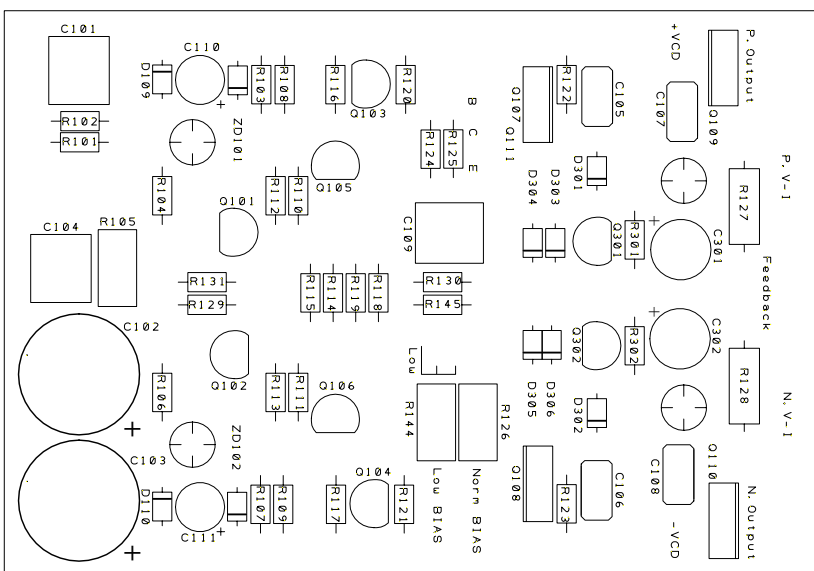 C101
C110
D109
R103
R108
R116
Q103
R120
B
C
E
Q107
Q111
R122
C105
+VCD
C107
P.Output
Q109
R102
R101
ZD101
R124
R125
Q105
D301
D303
D304
P.V-1
R104
R112
R110
Q101
R127
C104
R105
C109
Q301
R301
C301
R131
R129
R115
R114
R119
R118
R130
R145
Feedback
C102
Q102
Low
Q302
R302
C302
R106
R113
R111
Q106
R144
R126
D305
D306
D302
R128
N.V-1
C103
ZD102
D110
C111
R107
R109
R117
Q104
R121
Low BIAS
Norm BIAS
Q108
R123
C106
C108
-VCD
Q110
N.Output